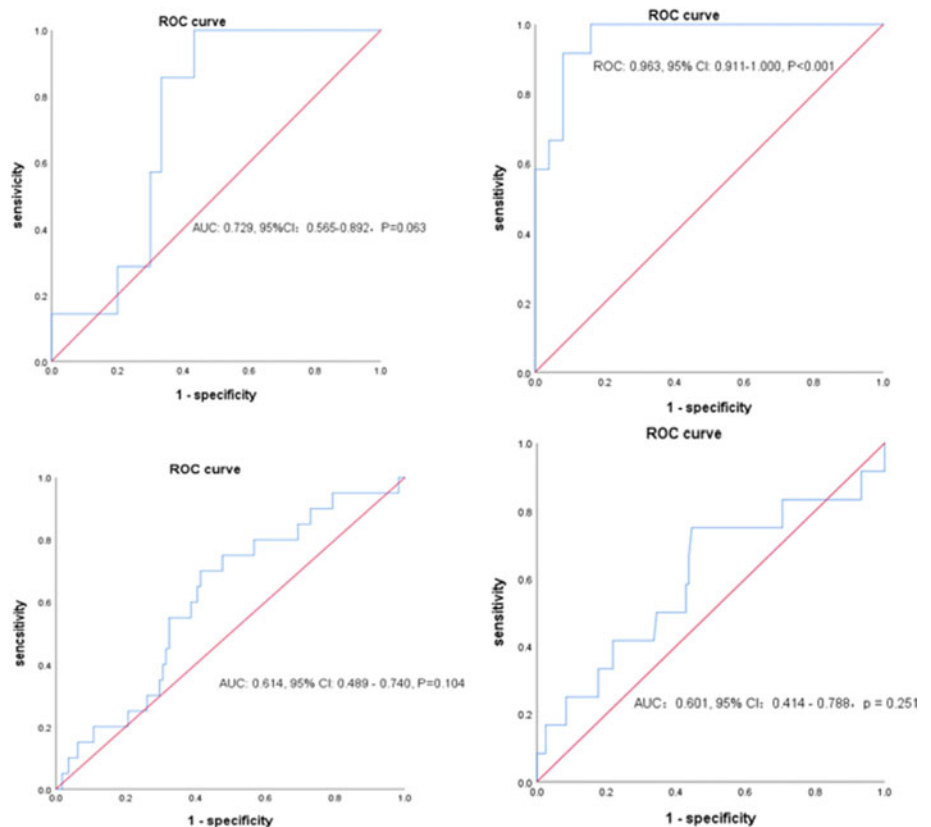 ROC curve
1.0
0.8
0.6
0.4
0.2
0.0
sensivicity
AUC: 0.729, 95%CI: 0.565-0.892, P=0.063
0.0 0.2 0.4 0.6 0.8 1.0
1 - specificity
ROC curve
1.0
0.8
0.6
0.4
0.2
0.0
sensitivity
ROC: 0.963, 95% CI: 0.911-1.000, P<0.001
0.0 0.2 0.4 0.6 0.8 1.0
1 - specificity
ROC curve
1.0
0.8
0.6
0.4
0.2
0.0
sencsitivity
AUC: 0.614, 95% CI: 0.489 - 0.740, P=0.104
0.0 0.2 0.4 0.6 0.8 1.0
1 - specificity
ROC curve
1.0
0.8
0.6
0.4
0.2
0.0
sensitivity
AUC: 0.601, 95% CI: 0.414 - 0.788, p = 0.251
0.0 0.2 0.4 0.6 0.8 1.0
1 - specificity